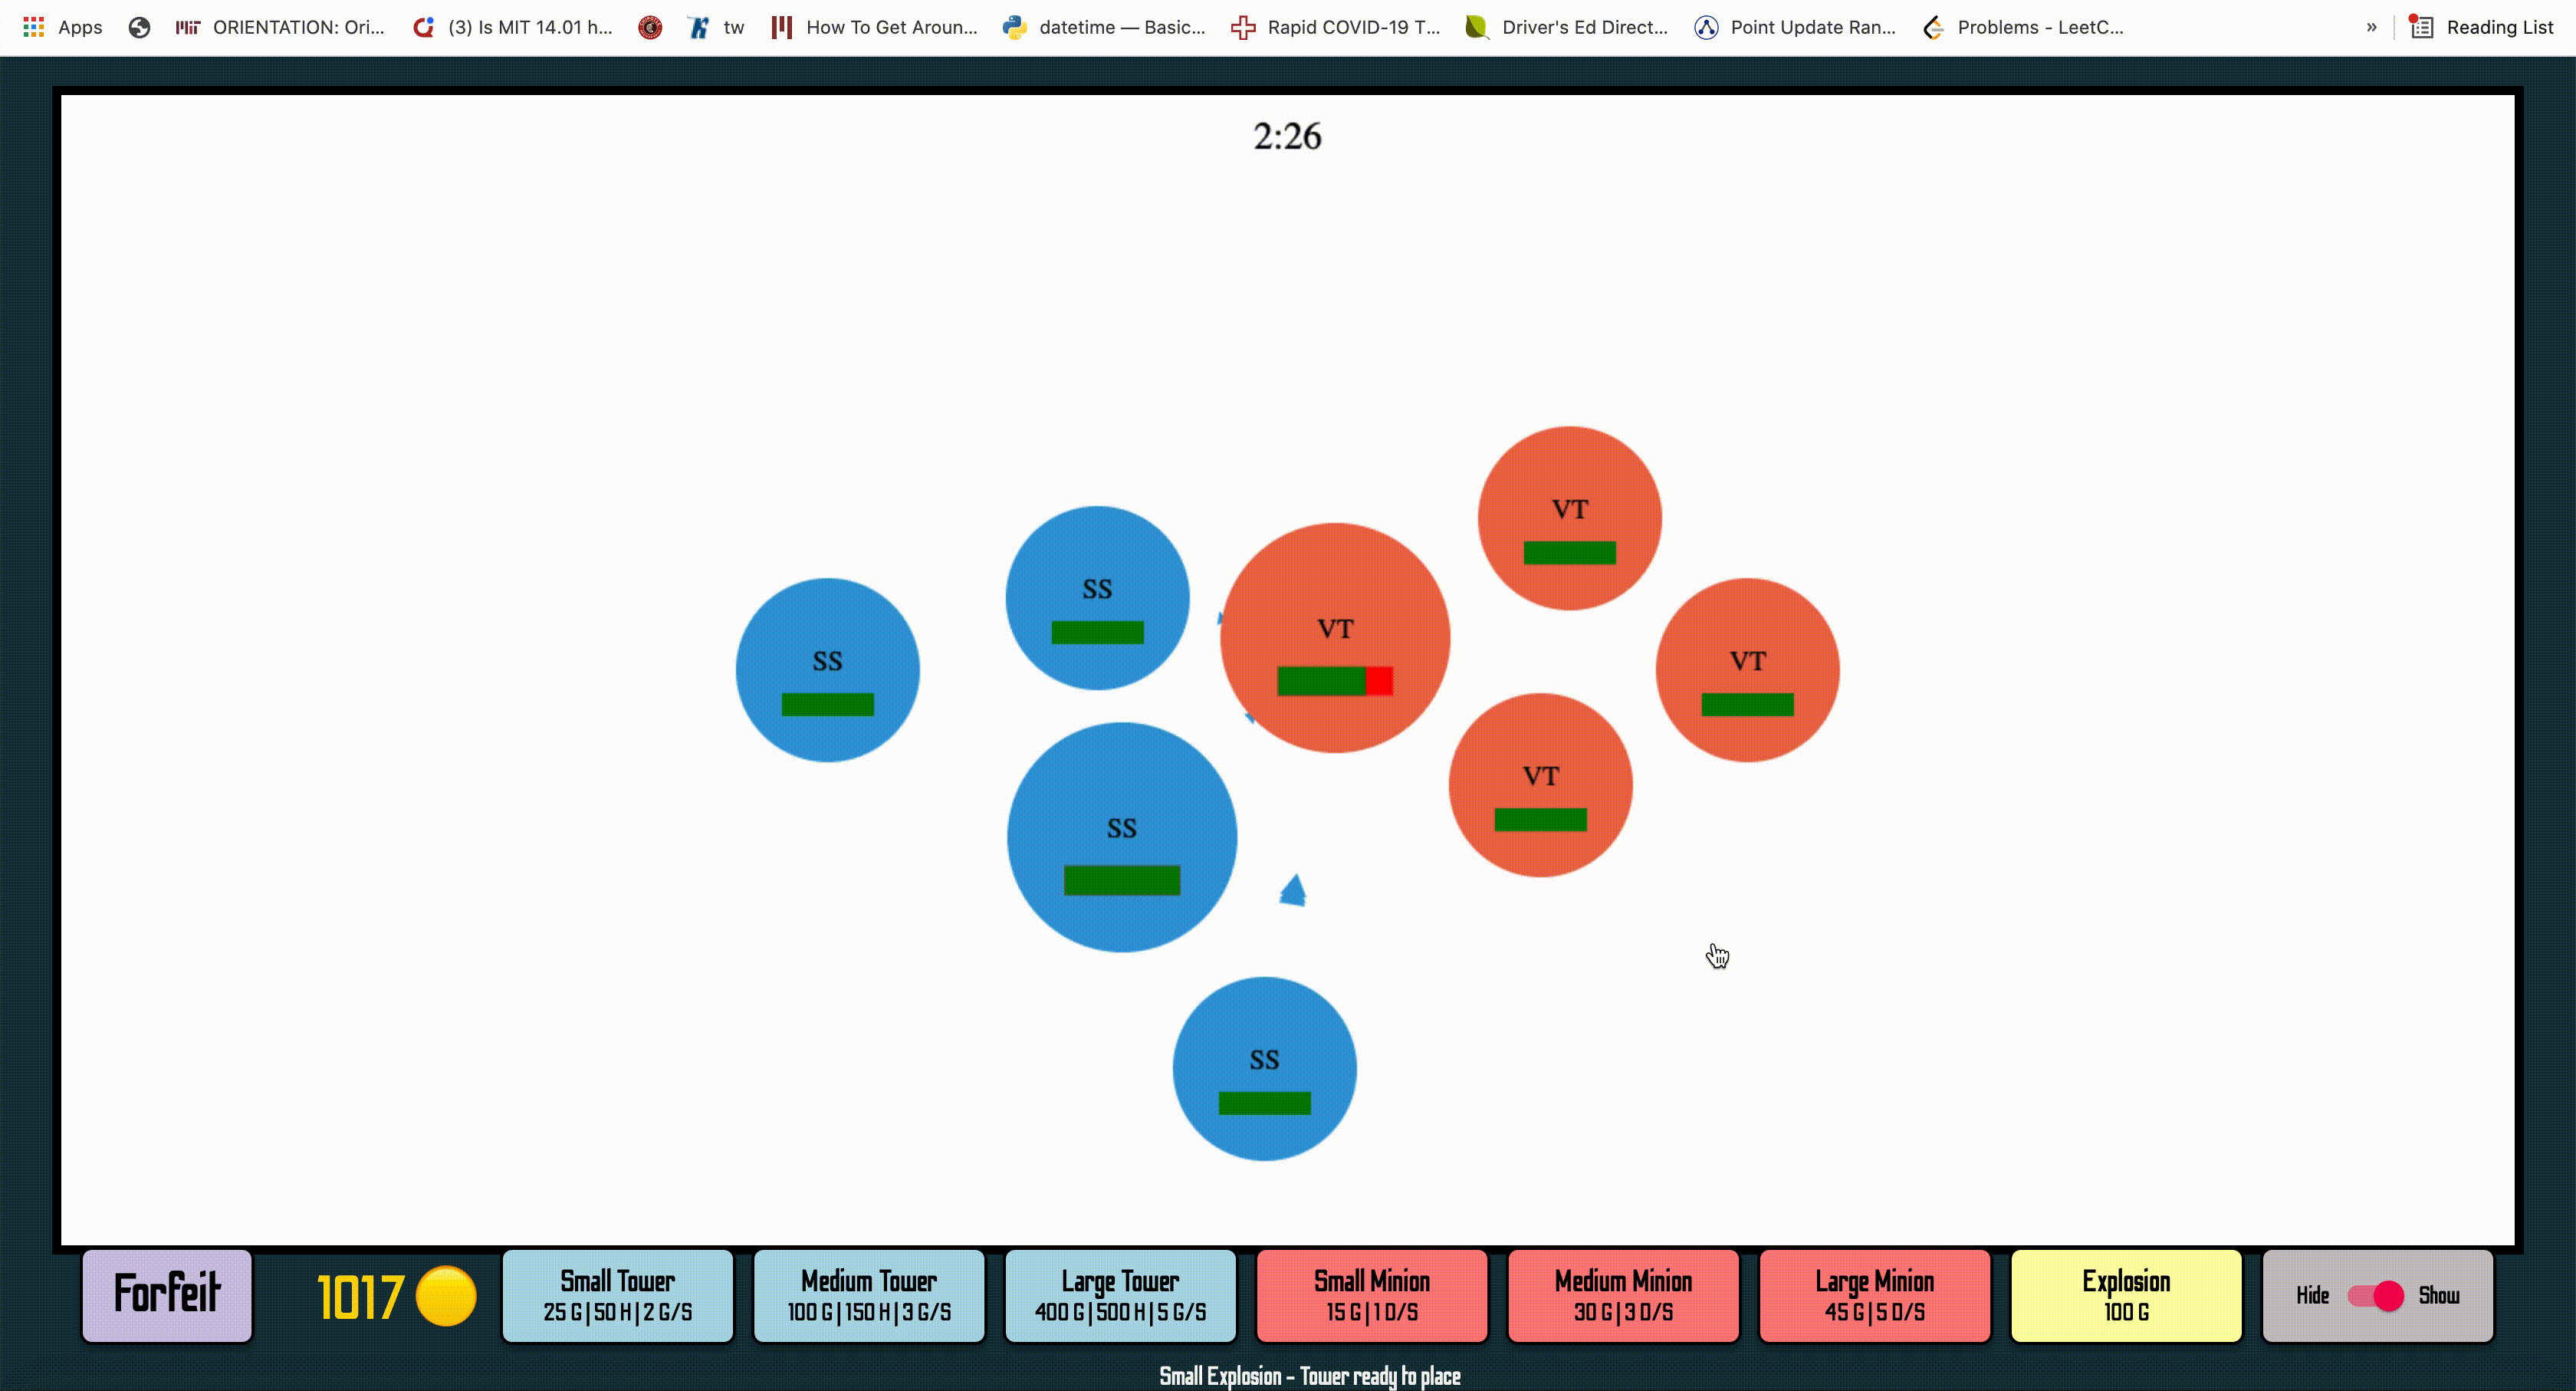 Apps
MIT ORIENTATION: Ori...
(3) Is MIT 14.01 h...
tw
How To Get Aroun...
datetime — Basic...
Rapid COVID-19 T...
Driver's Ed Direct...
Point Update Ran...
Problems - LeetC...
»
Reading List
2:26
VT
SS
VT
SS
VT
VT
SS
SS
Forfeit
1017
Small Tower
25 G|50 H|2 G/S
Medium Tower
100 G|150 H|3 G/S
Large Tower
400 G|500 H|5 G/S
Small Minion
15 G|1 D/S
Medium Minion
30 G|3 D/S
Large Minion
45 G|5 D/S
Explosion
100 G
Hide
Show
Small Explosion - Tower ready to place